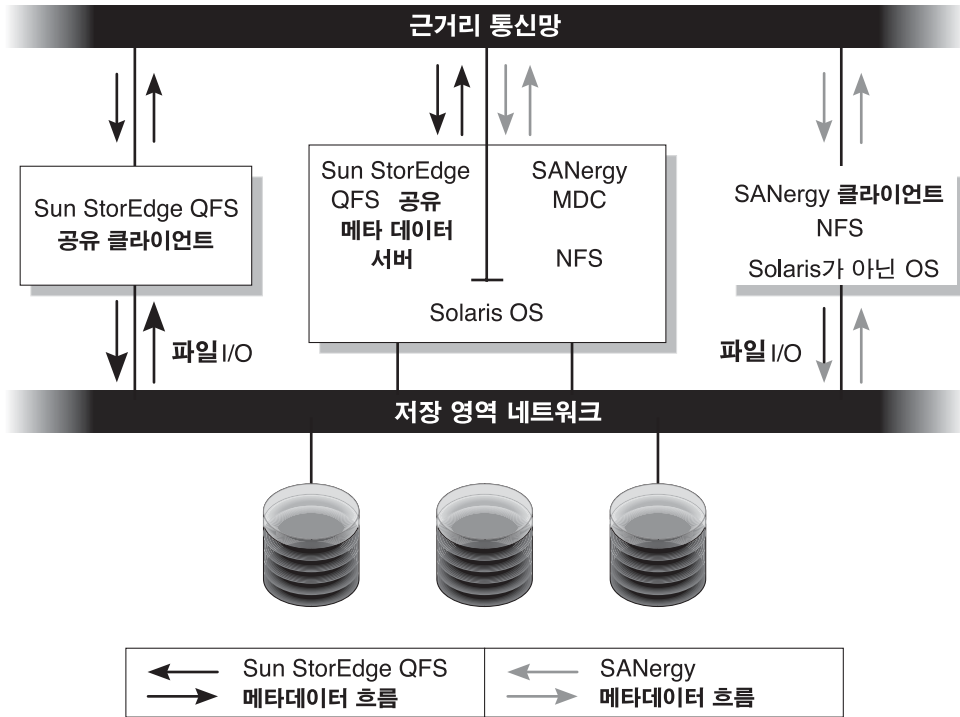 근거리 통신망
Sun StorEdge QFS
공유 클라이언트
Sun StorEdge
QFS 공유
메타 데이터
서버
SANergy
MDC
NFS
Solaris OS
SANergy 클라이언트
NFS
Solaris가 아닌 OS
파일 I/O
파일 I/O
저장 영역 네트워크
Sun StorEdge QFS
메타데이터 흐름
SANergy
메타데이터 흐름